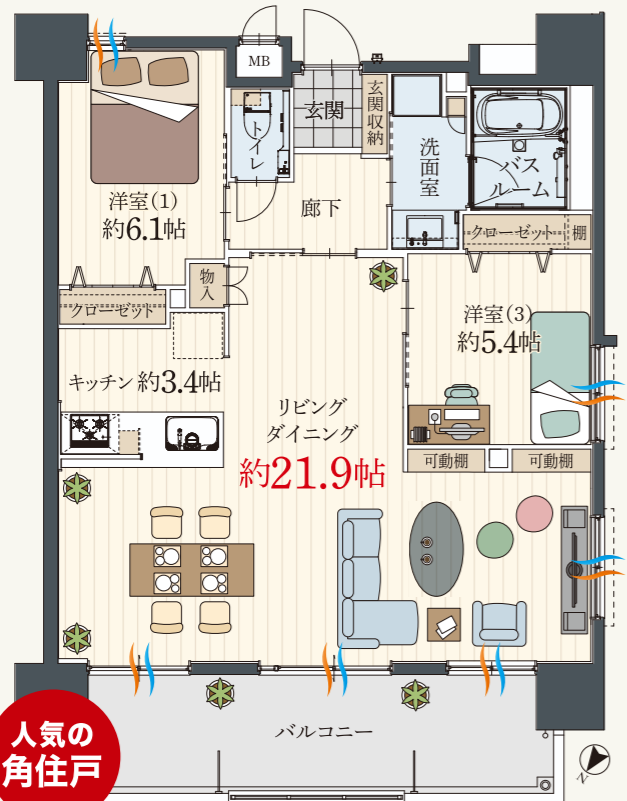 MB
玄関
玄関収納
トイレ
洗面室
バス
ルーム
洋室(1)
約6.1帖
廊下
クローゼット
棚
物入
クローゼット
洋室(3)
約5.4帖
キッチン 約3.4帖
リビング
ダイニング
約21.9帖
可動棚
可動棚
バルコニー
人気の
角住戸
N